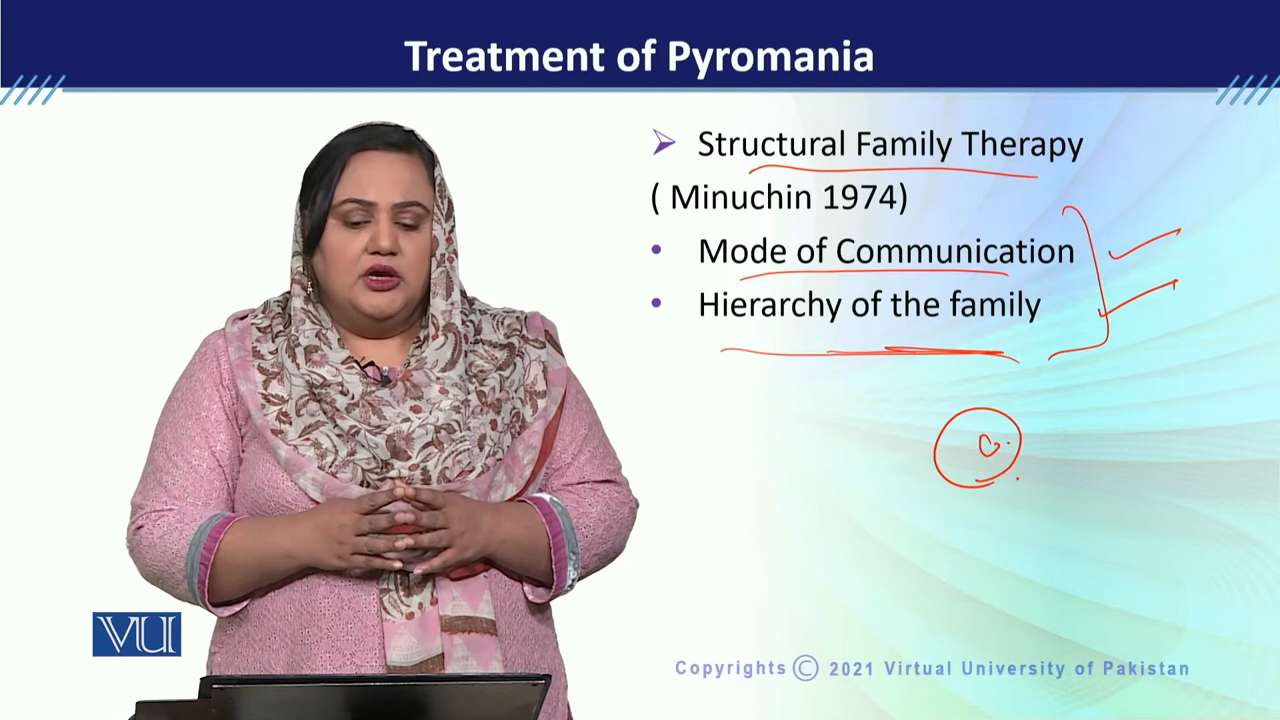 Treatment of Pyromania
Structural Family Therapy
( Minuchin 1974)
Mode of Communication
Hierarchy of the family
VU
Copyrights © 2021 Virtual University of Pakistan